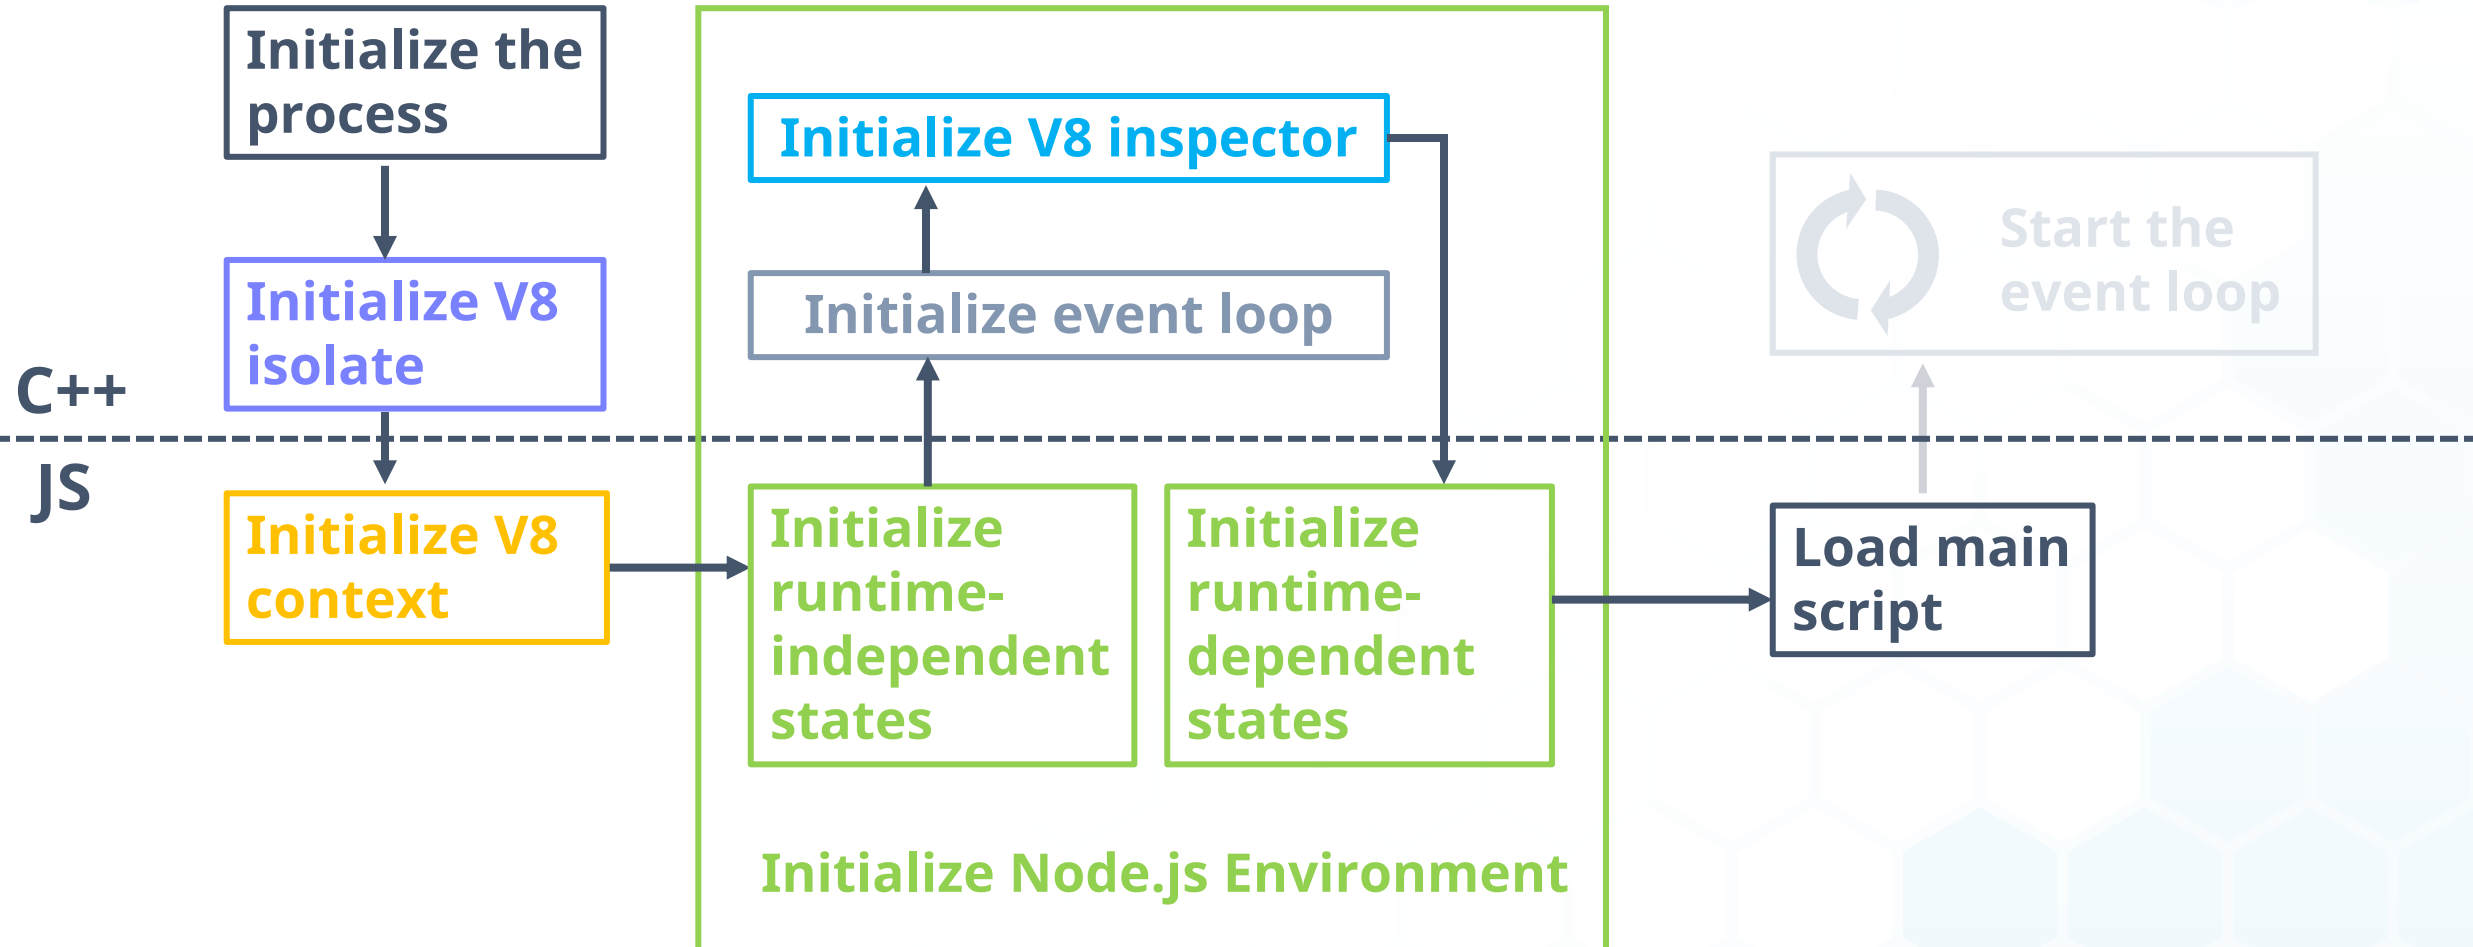 Initialize the
process
Initialize V8
isolate
C++
JS
Initialize V8
context
Initialize V8 inspector
Initialize event loop
Initialize
runtime-
independent
states
Initialize
runtime-
dependent
states
Initialize Node.js Environment
Start the
event loop
Load main
script